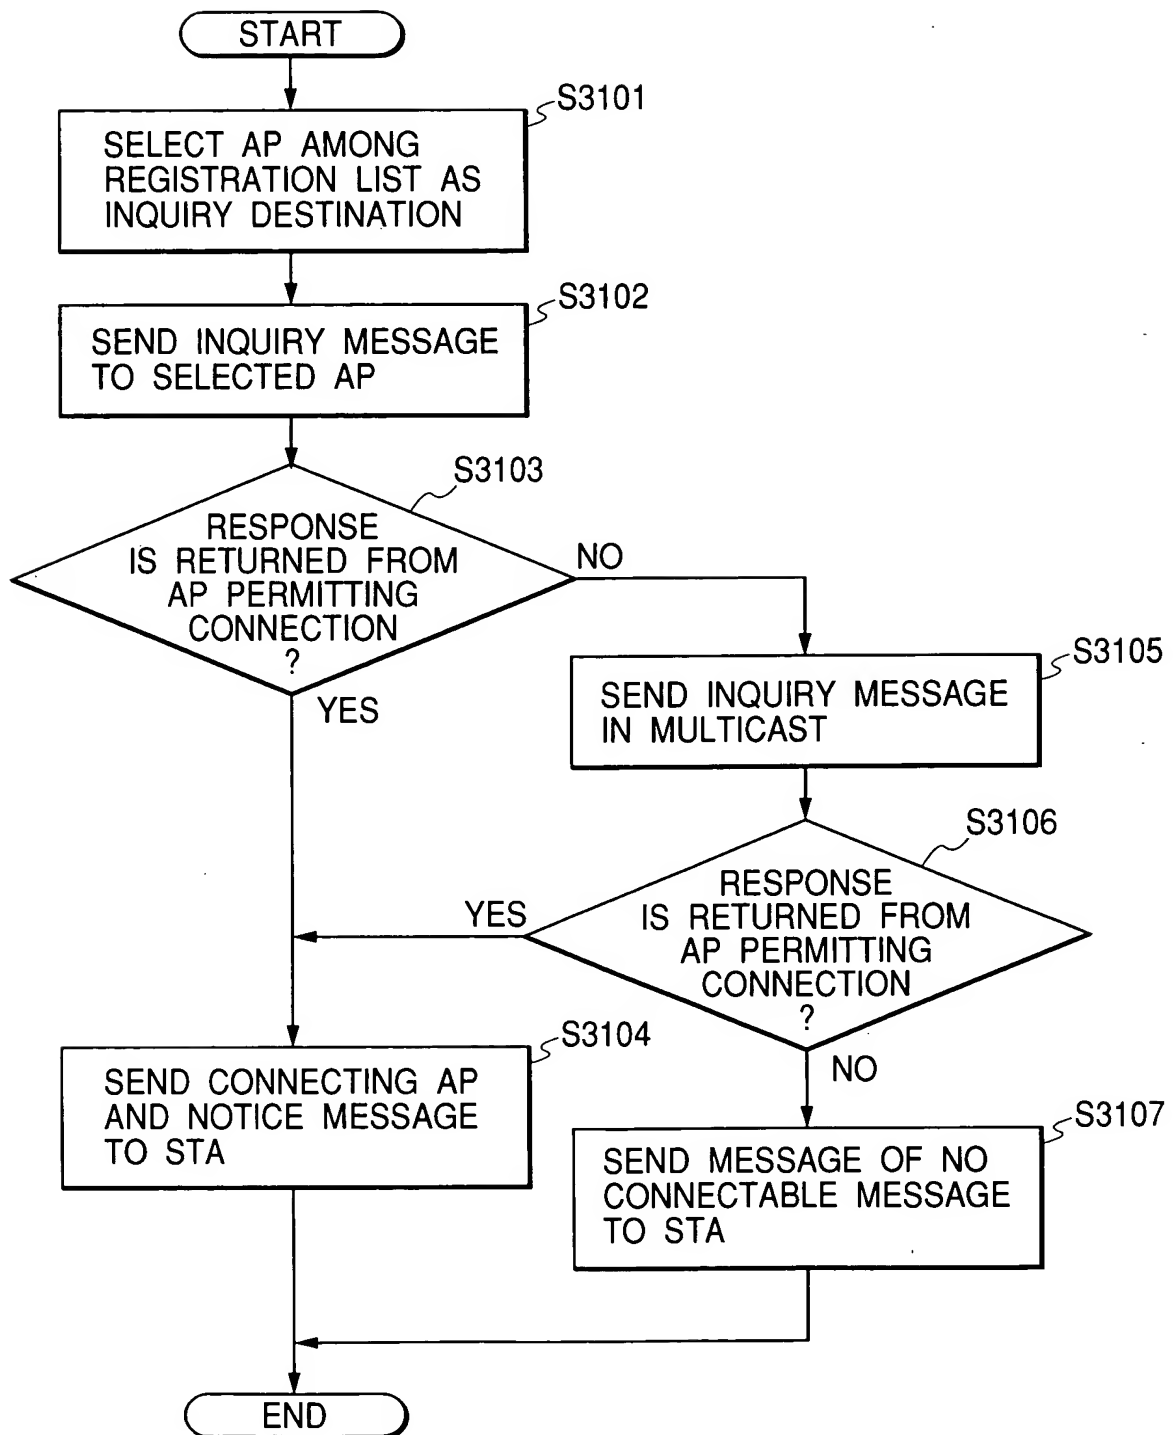 START
S3101
SELECT AP AMONG
REGISTRATION LIST AS
INQUIRY DESTINATION
S3102
SEND INQUIRY MESSAGE
TO SELECTED AP
S3103
RESPONSE
IS RETURNED FROM
AP PERMITTING
CONNECTION
?
NO
YES
S3105
SEND INQUIRY MESSAGE
IN MULTICAST
S3106
RESPONSE
IS RETURNED FROM
AP PERMITTING
CONNECTION
?
YES
NO
S3104
SEND CONNECTING AP
AND NOTICE MESSAGE
TO STA
S3107
SEND MESSAGE OF NO
CONNECTABLE MESSAGE
TO STA
END